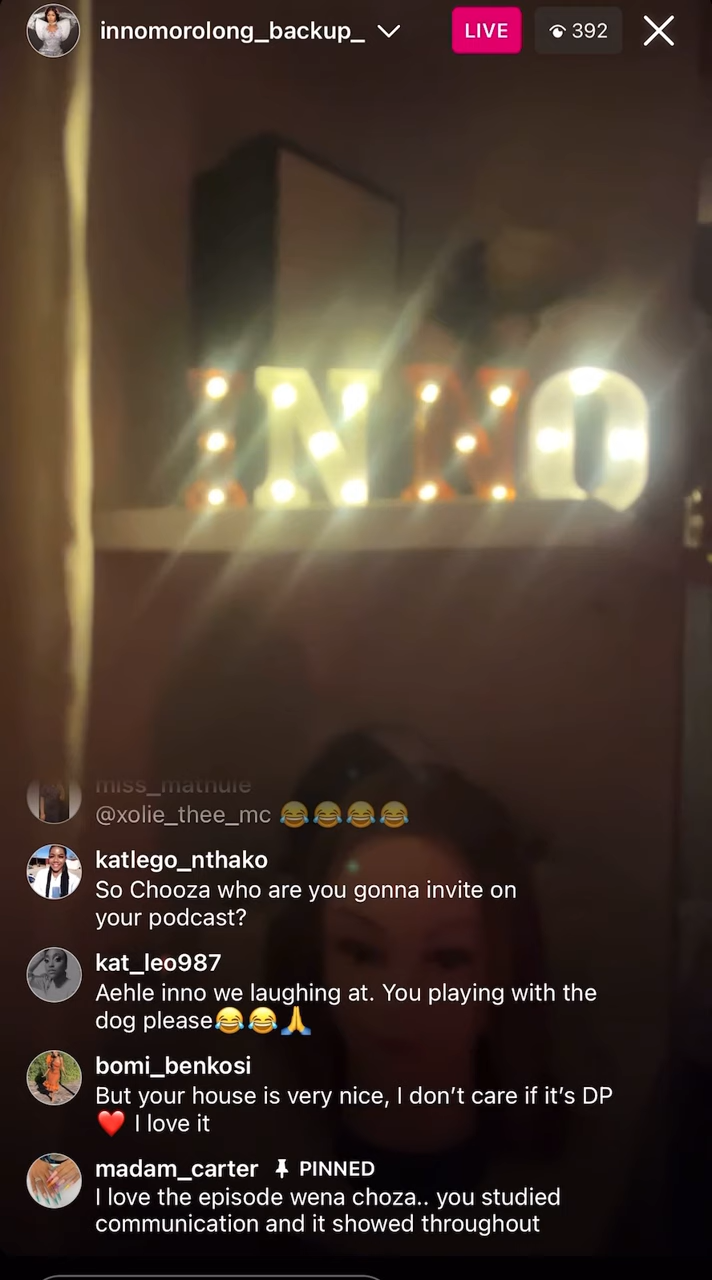 innomorolong_backup_
LIVE
392
INNO
miss_mathule
@xolie_thee_mc 😂😂😂😂
katlego_nthako
So Chooza who are you gonna invite on
your podcast?
kat_leo987
Aehle inno we laughing at. You playing with the
dog please😂😂🙏
bomi_benkosi
But your house is very nice, I don’t care if it’s DP
❤️ I love it
madam_carter PINNED
I love the episode wena choza.. you studied
communication and it showed throughout